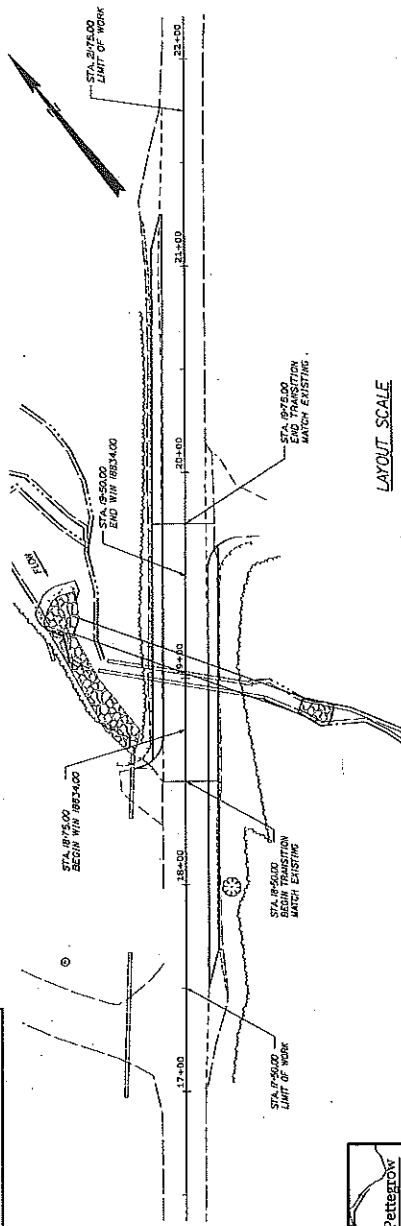 STA. 21+75.00
LIMIT OF WORK
22+00
21+00
STA. 19+75.00
END TRANSITION
MATCH EXISTING
LAYOUT SCALE
20+00
STA. 19+50.00
END WIN 18834.00
FLOW
19+00
STA. 18+75.00
BEGIN WIN 18834.00
STA. 18+50.00
BEGIN TRANSITION
MATCH EXISTING
18+00
STA. 17+50.00
LIMIT OF WORK
17+00
Pettegrow